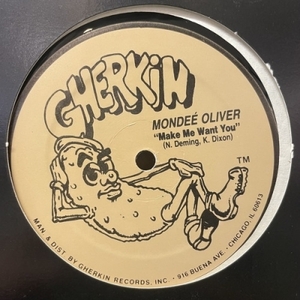 GHERKIN
MONDEÉ OLIVER
"Make Me Want You"
(N. Deming, K. Dixon)
TM
MAN. & DIST. BY GHERKIN RECORDS, INC. - 916 BUENA AVE. - CHICAGO, IL 60613